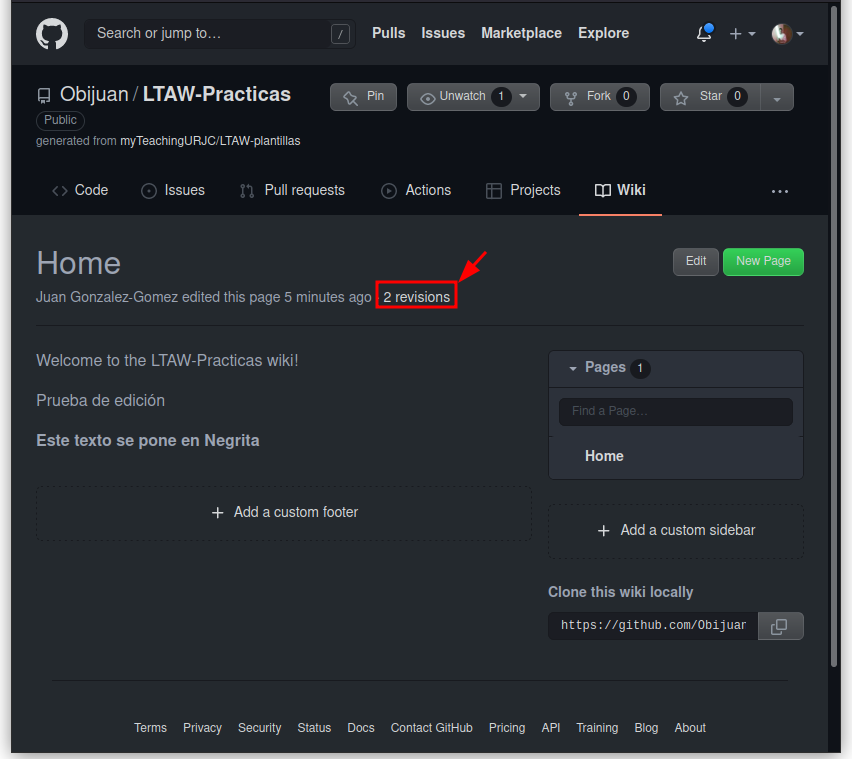 Search or jump to… / Pulls Issues Marketplace Explore
Obijuan / LTAW-Practicas Pin Unwatch 1 Fork 0 Star 0
Public
generated from myTeachingURJC/LTAW-plantillas
Code Issues Pull requests Actions Projects Wiki ...
Home Edit New Page
Juan Gonzalez-Gomez edited this page 5 minutes ago · 2 revisions
Welcome to the LTAW-Practicas wiki!
Prueba de edición
Este texto se pone en Negrita
+ Add a custom footer
Pages 1
Find a Page…
Home
+ Add a custom sidebar
Clone this wiki locally
https://github.com/Obijuar
Terms Privacy Security Status Docs Contact GitHub Pricing API Training Blog About